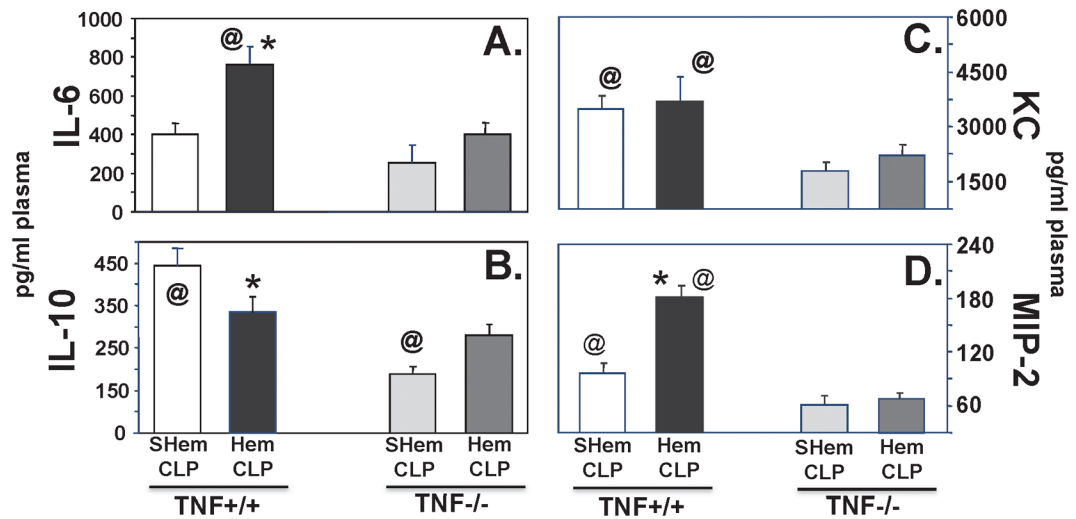 1000
800
600
400
200
0
IL-6
@ *
A.
6000
4500
3000
1500
KC
@ @
C.
pg/ml plasma
pg/ml plasma
450
350
250
150
0
IL-10
@
*
@
B.
240
180
120
60
MIP-2
@
* @
D.
SHem Hem SHem Hem SHem Hem SHem Hem
CLP CLP CLP CLP CLP CLP CLP CLP
TNF+/+ TNF-/- TNF+/+ TNF-/-